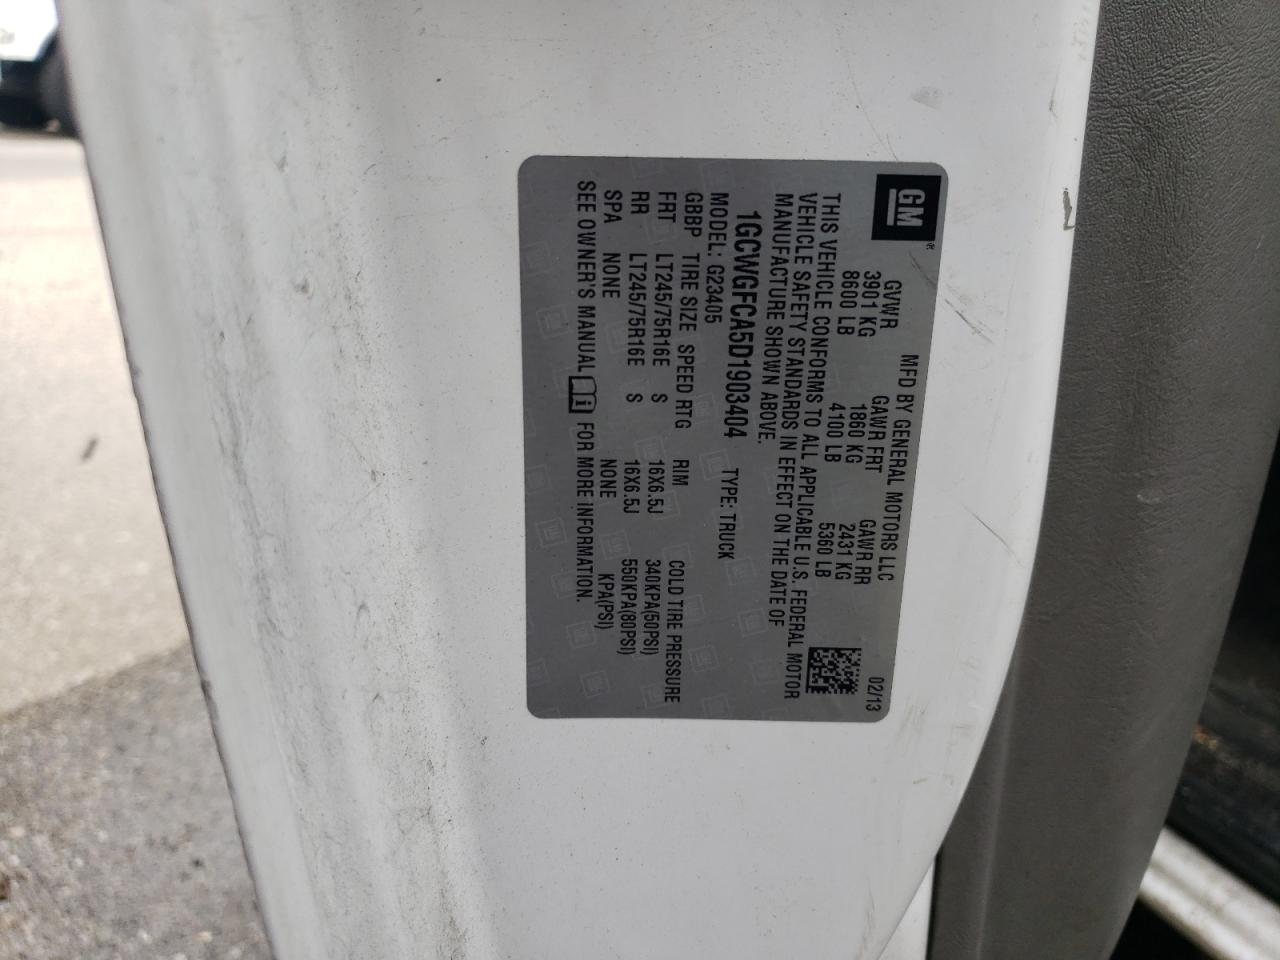 GM®
MFD BY GENERAL MOTORS LLC 02/13
GVWR GAWR FRT GAWR RR
3901 KG 1860 KG 2431 KG
8600 LB 4100 LB 5360 LB
THIS VEHICLE CONFORMS TO ALL APPLICABLE U.S. FEDERAL MOTOR
VEHICLE SAFETY STANDARDS IN EFFECT ON THE DATE OF
MANUFACTURE SHOWN ABOVE.
1GCWGFCA5D1903404 TYPE: TRUCK
MODEL: G23405
GBBP TIRE SIZE SPEED RTG RIM COLD TIRE PRESSURE
FRT LT245/75R16E S 16X6.5J 340KPA(50PSI)
RR LT245/75R16E S 16X6.5J 550KPA(80PSI)
SPA NONE NONE KPA(PSI)
SEE OWNER'S MANUAL i FOR MORE INFORMATION.